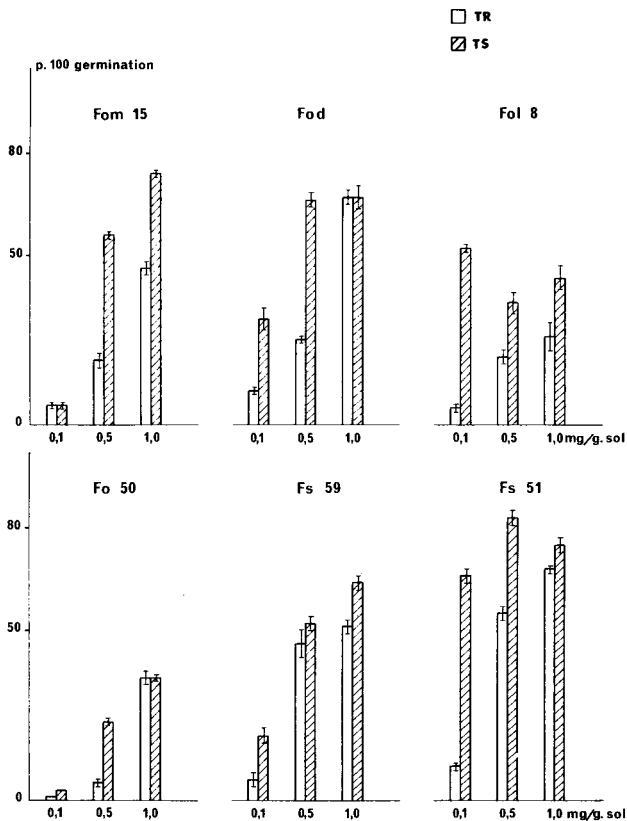 TR
TS
p. 100 germination
Fom 15 Fod Fol 8
80
50
0
0,1 0,5 1,0 0,1 0,5 1,0 0,1 0,5 1,0 mg/g. sol
Fo 50 Fs 59 Fs 51
80
50
0
0,1 0,5 1,0 0,1 0,5 1,0 0,1 0,5 1,0 mg/g. sol